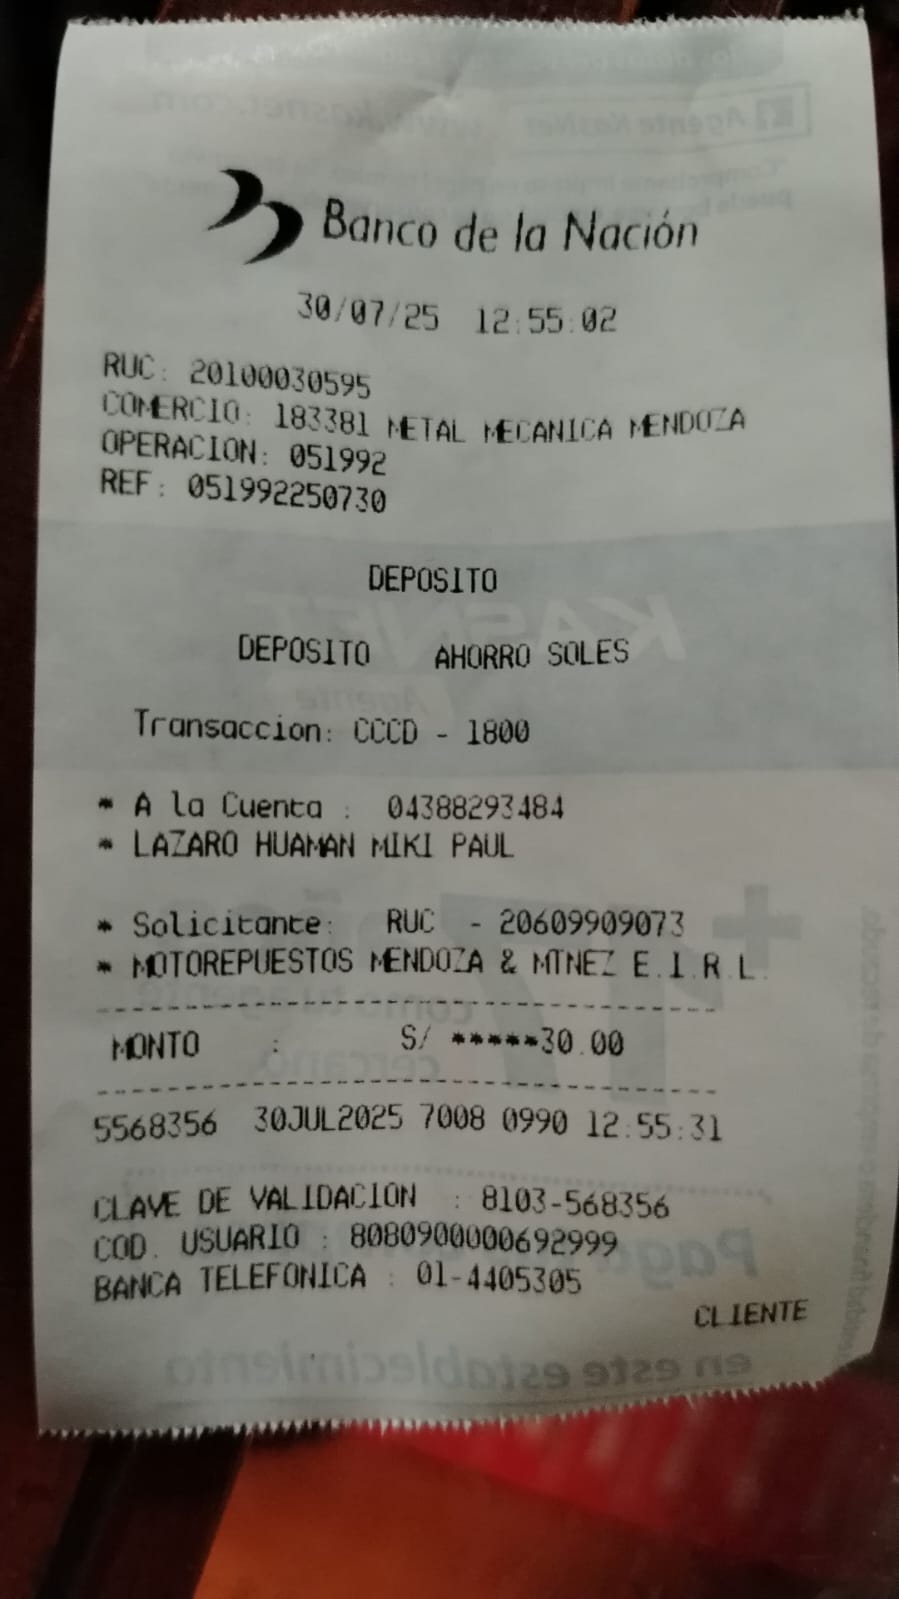 Banco de la Nación
30/07/25 12:55:02
RUC: 20100030595
COMERCIO: 183381 METAL MECANICA MENDOZA
OPERACION: 051992
REF: 051992250730
DEPOSITO
DEPOSITO AHORRO SOLES
Transaccion: CCCD - 1800
* A la Cuenta : 04388293484
* LAZARO HUAMAN MIKI PAUL
* Solicitante: RUC - 20609909073
* MOTOREPUESTOS MENDOZA & MTNEZ E.I.R.L.
MONTO : S/ *****30.00
5568356 30JUL2025 7008 0990 12:55:31
CLAVE DE VALIDACION : 8103-568356
COD. USUARIO : 8080900000692999
BANCA TELEFONICA : 01-4405305
CLIENTE